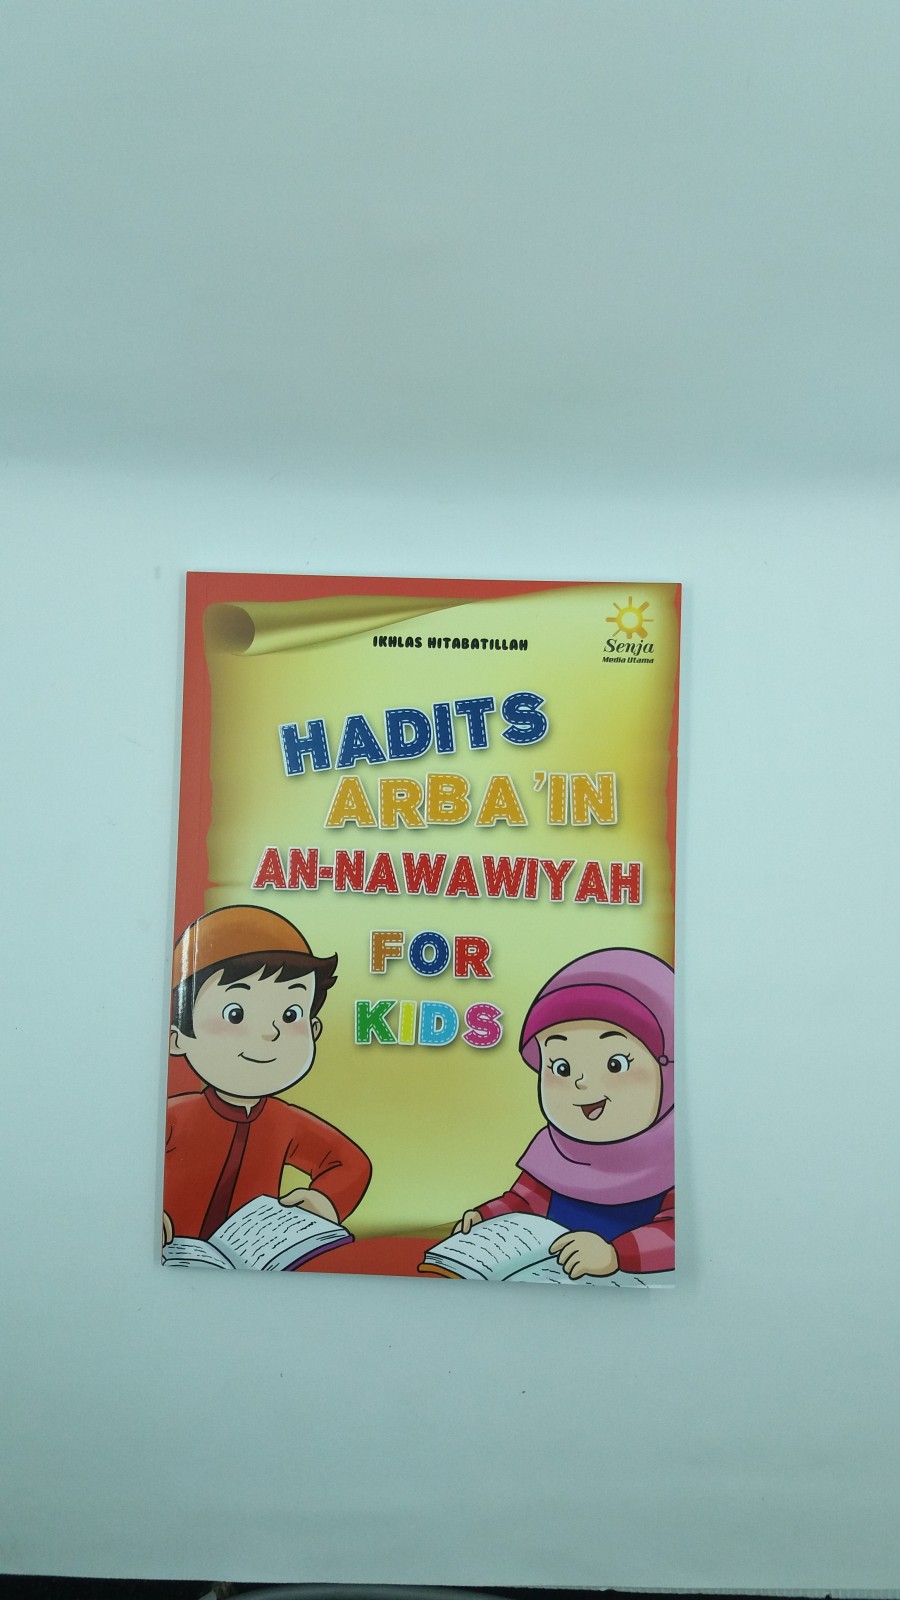 IKHLAS HITABATILLAH
Senja
Media Utama
HADITS
ARBA'IN
AN-NAWAWIYAH
FOR
KIDS